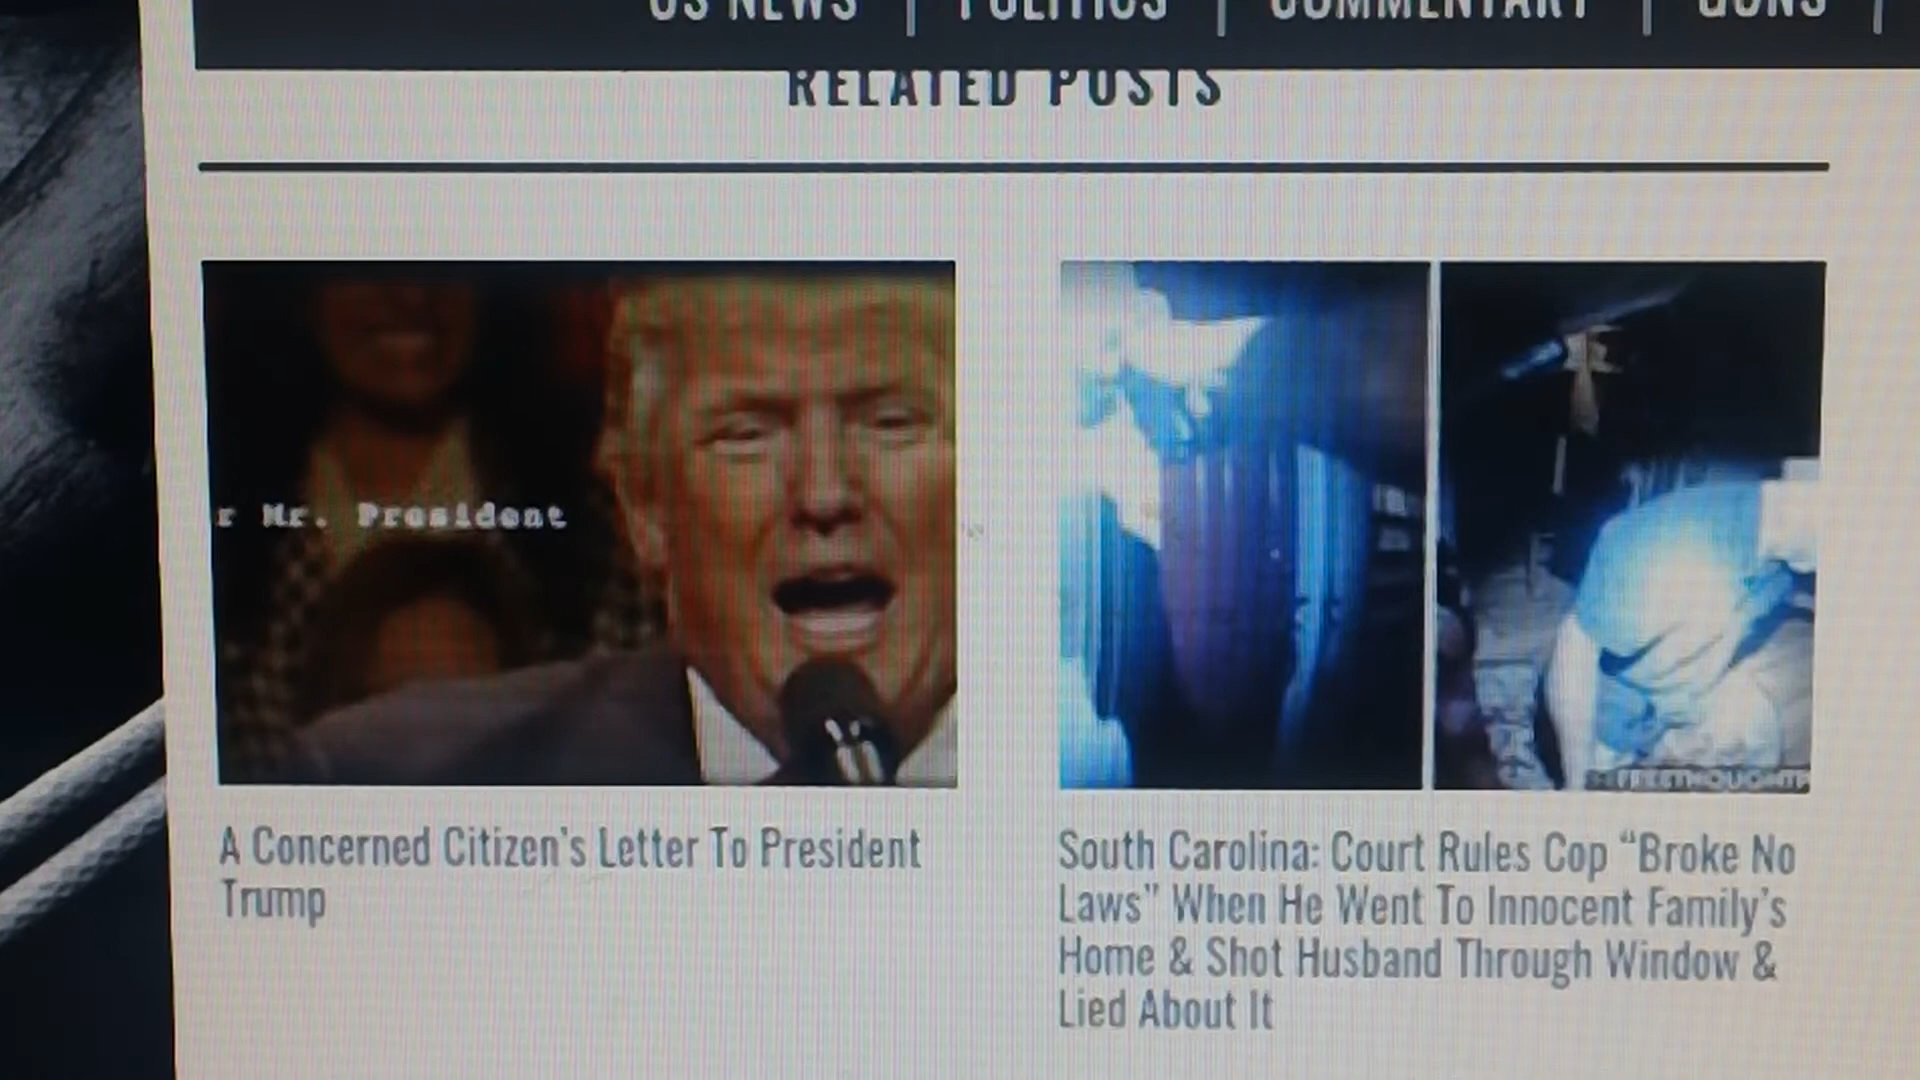 US NEWS | POLITICS | COMMENTARY | GUNS |
RELATED POSTS
r Mr. President
FREETHOUGHTP
A Concerned Citizen's Letter To President
Trump
South Carolina: Court Rules Cop “Broke No
Laws” When He Went To Innocent Family’s
Home & Shot Husband Through Window &
Lied About It